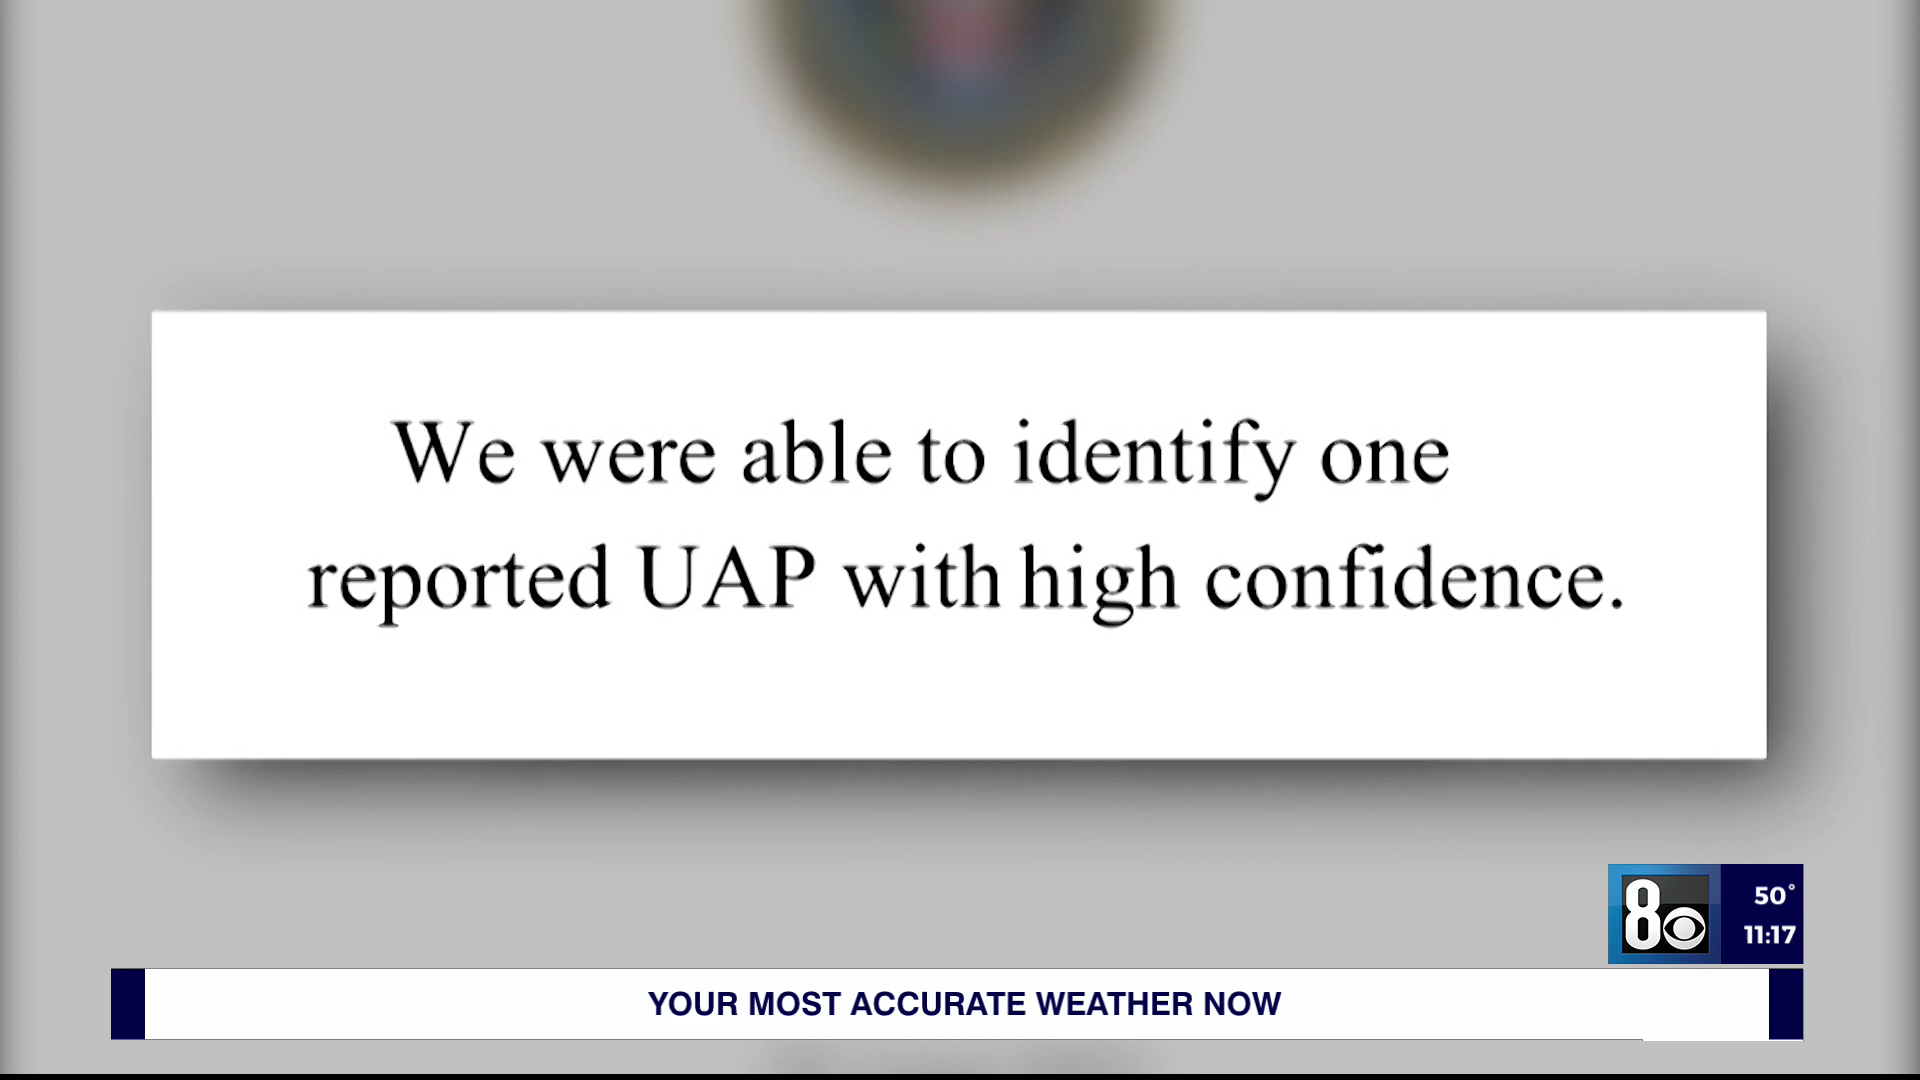 We were able to identify one
reported UAP with high confidence.
8
50°
11:17
YOUR MOST ACCURATE WEATHER NOW